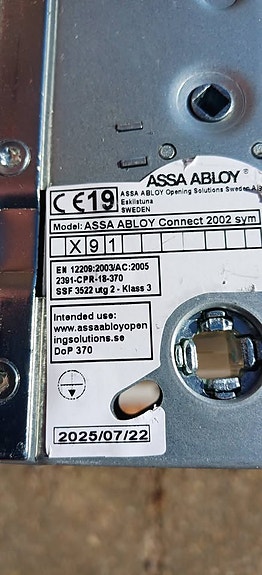 ASSA ABLOY®
CE19
ASSA ABLOY Opening Solutions Sweden AB
Eskilstuna
SWEDEN
Model: ASSA ABLOY Connect 2002 sym
X 9 1
EN 12209:2003/AC:2005
2391-CPR-18-370
SSF 3522 utg 2 - Klass 3
Intended use:
www.assaabloyopen
ingsolutions.se
DoP 370
2025/07/22